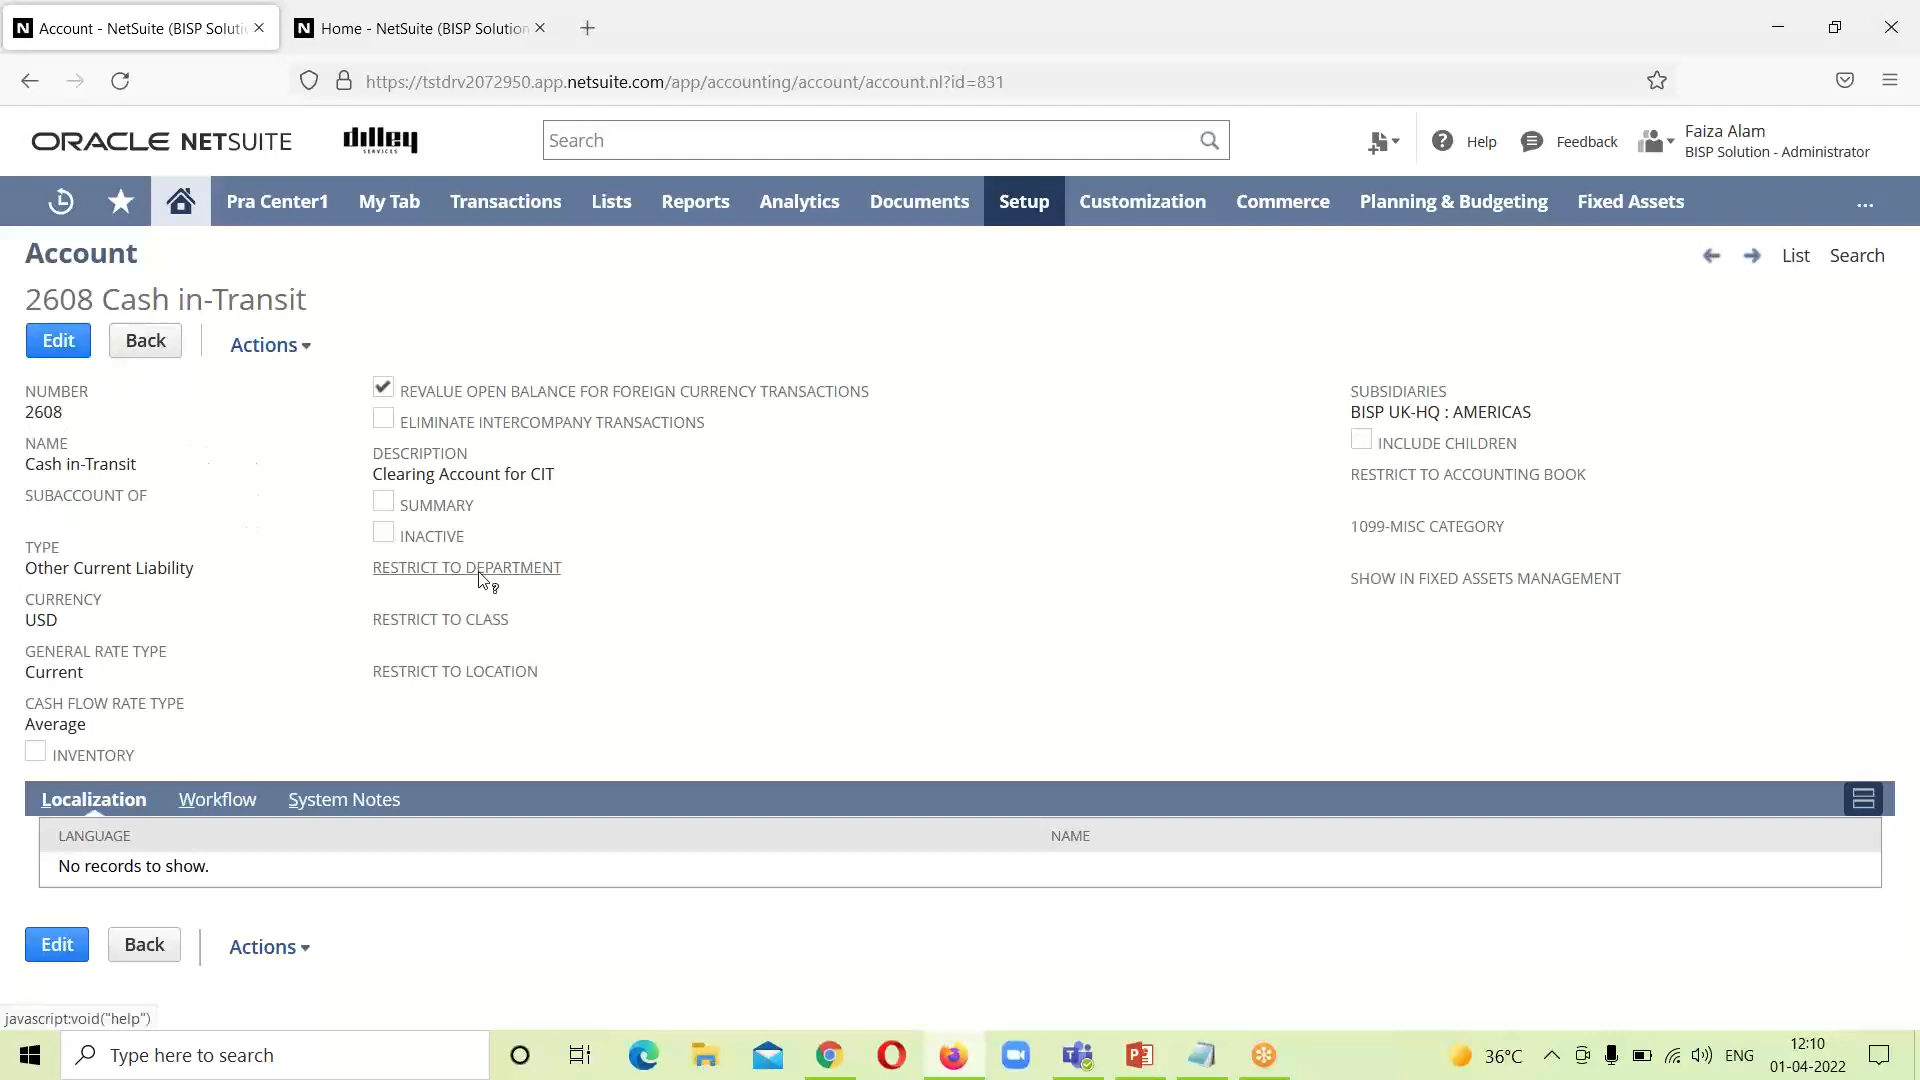 Account - NetSuite (BISP Soluti
Home - NetSuite (BISP Solution
https://tstdrv2072950.app.netsuite.com/app/accounting/account/account.nl?id=831
ORACLE NETSUITE
dilley
SERVICES
Search
Help
Feedback
Faiza Alam
BISP Solution - Administrator
Pra Center1
My Tab
Transactions
Lists
Reports
Analytics
Documents
Setup
Customization
Commerce
Planning & Budgeting
Fixed Assets
...
Account
List
Search
2608 Cash in-Transit
Edit
Back
Actions
NUMBER
2608
NAME
Cash in-Transit
SUBACCOUNT OF
TYPE
Other Current Liability
CURRENCY
USD
GENERAL RATE TYPE
Current
CASH FLOW RATE TYPE
Average
INVENTORY
REVALUE OPEN BALANCE FOR FOREIGN CURRENCY TRANSACTIONS
ELIMINATE INTERCOMPANY TRANSACTIONS
DESCRIPTION
Clearing Account for CIT
SUMMARY
INACTIVE
RESTRICT TO DEPARTMENT
RESTRICT TO CLASS
RESTRICT TO LOCATION
SUBSIDIARIES
BISP UK-HQ : AMERICAS
INCLUDE CHILDREN
RESTRICT TO ACCOUNTING BOOK
1099-MISC CATEGORY
SHOW IN FIXED ASSETS MANAGEMENT
Localization
Workflow
System Notes
LANGUAGE
NAME
No records to show.
Edit
Back
Actions
javascript:void("help")
Type here to search
36°C
ENG
12:10
01-04-2022